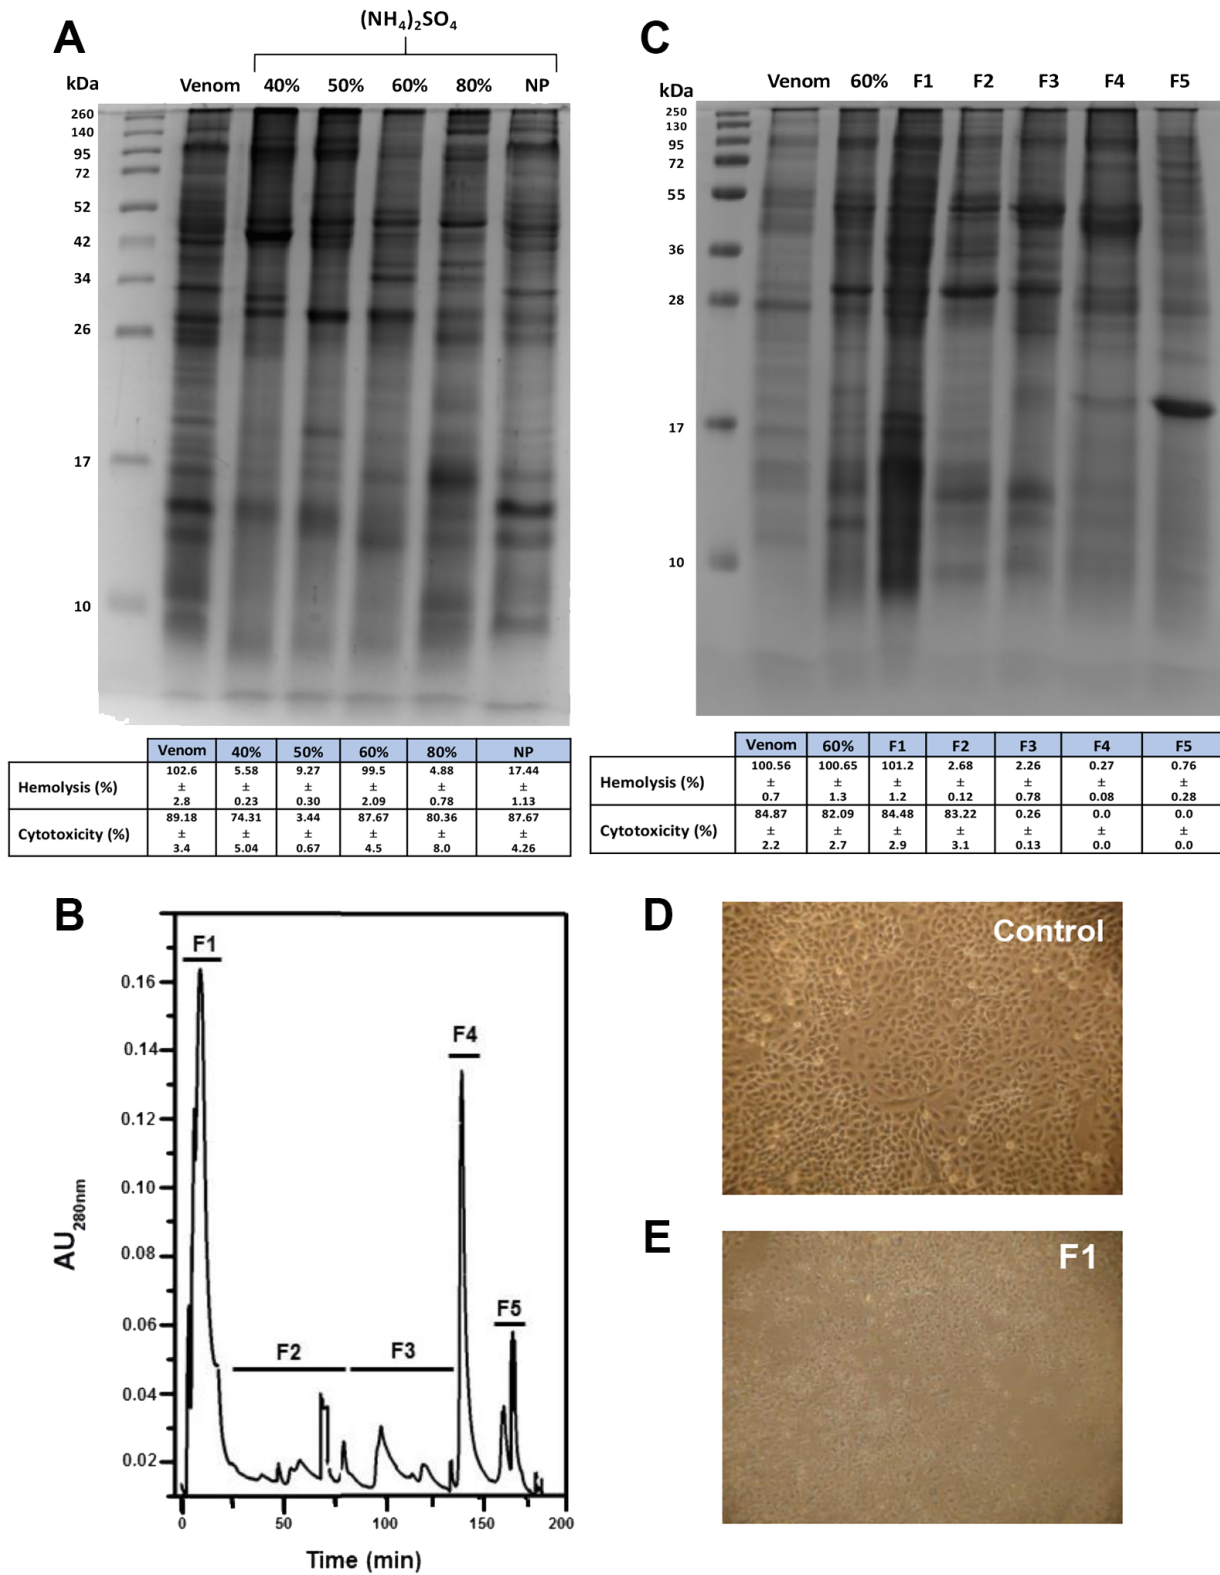 A
(NH4)2SO4
kDa Venom 40% 50% 60% 80% NP
260
140
95
72
52
42
34
26
17
10
Venom 40% 50% 60% 80% NP
Hemolysis (%) 102.6 ± 2.8 5.58 ± 0.23 9.27 ± 0.30 99.5 ± 2.09 4.88 ± 0.78 17.44 ± 1.13
Cytotoxicity (%) 89.18 ± 3.4 74.31 ± 5.04 3.44 ± 0.67 87.67 ± 4.5 80.36 ± 8.0 87.67 ± 4.26
C
kDa Venom 60% F1 F2 F3 F4 F5
250
130
95
72
55
36
28
17
10
Venom 60% F1 F2 F3 F4 F5
Hemolysis (%) 100.56 ± 0.7 100.65 ± 1.3 101.2 ± 1.2 2.68 ± 0.12 2.26 ± 0.78 0.27 ± 0.08 0.76 ± 0.28
Cytotoxicity (%) 84.87 ± 2.2 82.09 ± 2.7 84.48 ± 2.9 83.22 ± 3.1 0.26 ± 0.13 0.0 ± 0.0 0.0 ± 0.0
B
F1
F4
F5
F2 F3
AU280nm
0.16
0.14
0.12
0.10
0.08
0.06
0.04
0.02
0 50 100 150 200
Time (min)
D
Control
E
F1